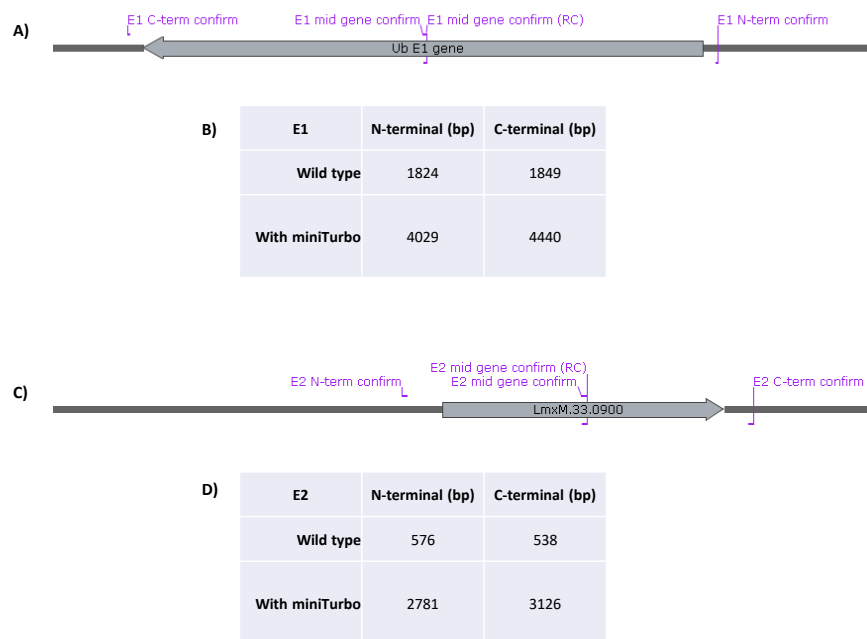 A)
E1 C-term confirm
E1 mid gene confirm
E1 mid gene confirm (RC)
E1 N-term confirm
Ub E1 gene
B)
E1 N-terminal (bp) C-terminal (bp)
Wild type 1824 1849
With miniTurbo 4029 4440
C)
E2 mid gene confirm (RC)
E2 N-term confirm
E2 mid gene confirm
E2 C-term confirm
LmxM.33.0900
D)
E2 N-terminal (bp) C-terminal (bp)
Wild type 576 538
With miniTurbo 2781 3126